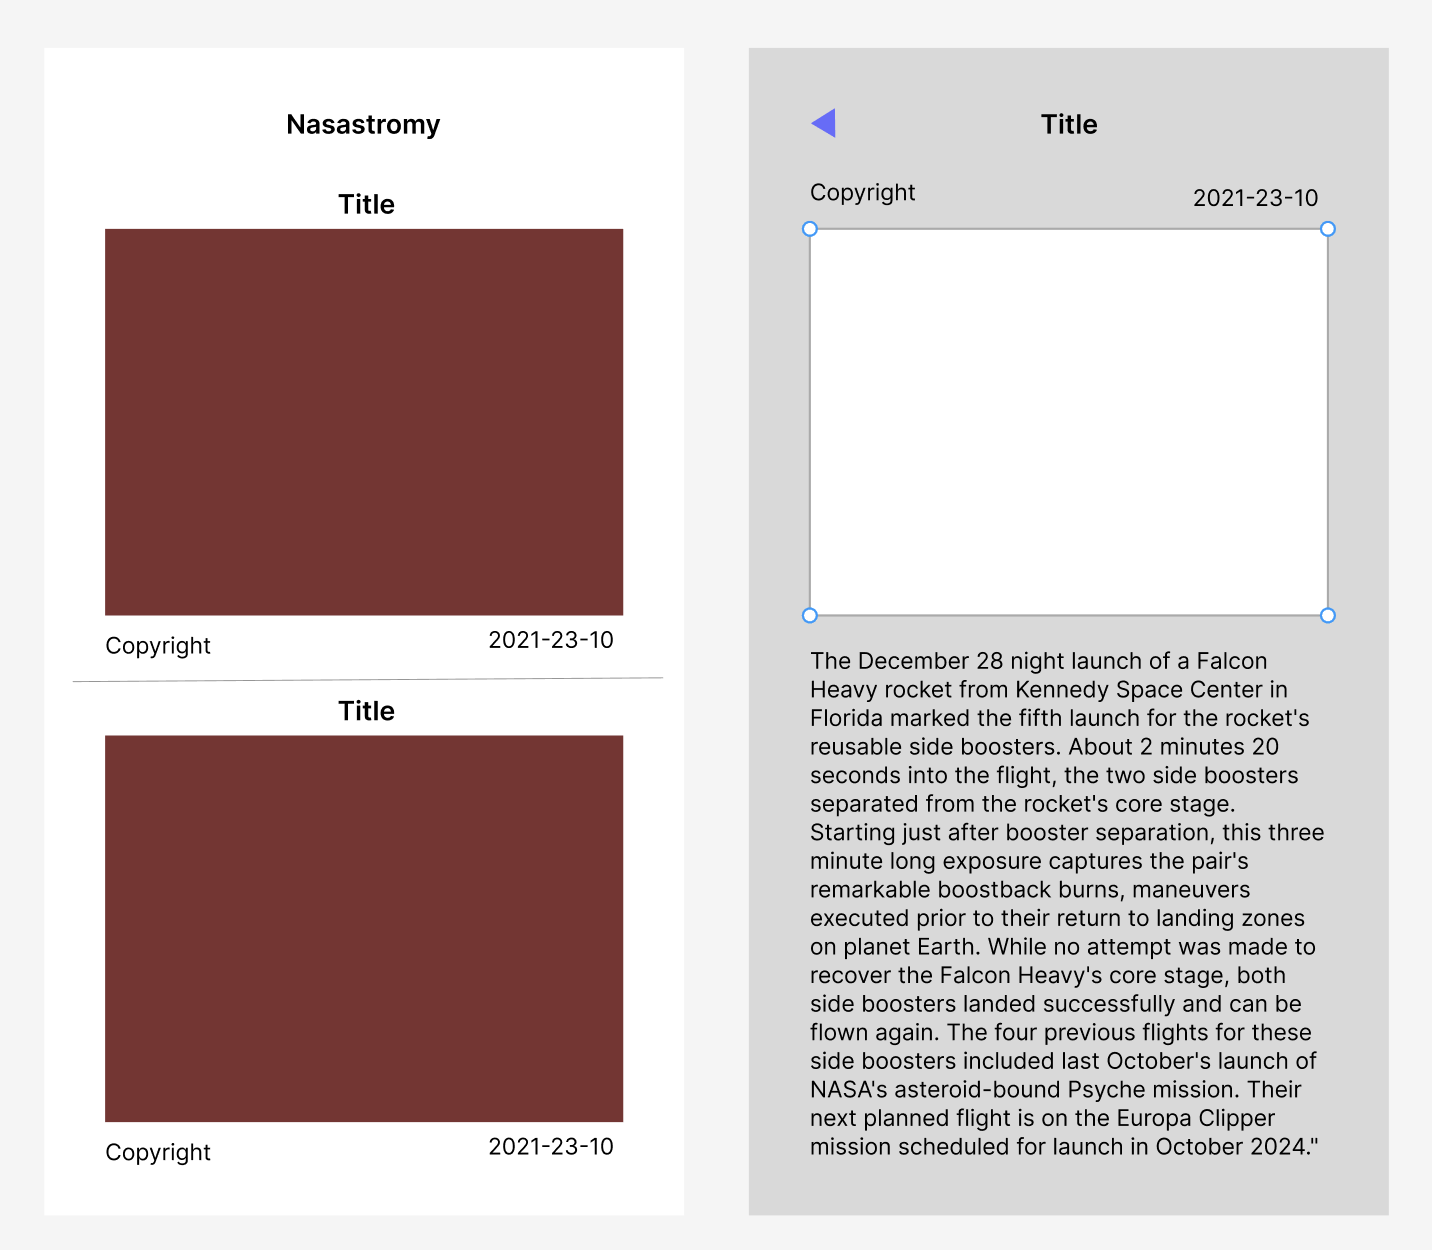 Nasastromy
Title
Copyright
2021-23-10
Title
Copyright
2021-23-10
Title
Copyright
2021-23-10
The December 28 night launch of a Falcon
Heavy rocket from Kennedy Space Center in
Florida marked the fifth launch for the rocket's
reusable side boosters. About 2 minutes 20
seconds into the flight, the two side boosters
separated from the rocket's core stage.
Starting just after booster separation, this three
minute long exposure captures the pair's
remarkable boostback burns, maneuvers
executed prior to their return to landing zones
on planet Earth. While no attempt was made to
recover the Falcon Heavy's core stage, both
side boosters landed successfully and can be
flown again. The four previous flights for these
side boosters included last October's launch of
NASA's asteroid-bound Psyche mission. Their
next planned flight is on the Europa Clipper
mission scheduled for launch in October 2024."